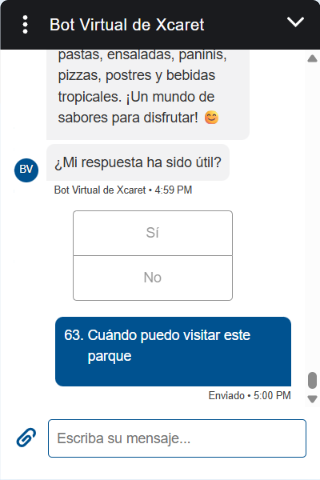 Bot Virtual de Xcaret
pastas, ensaladas, paninis,
pizzas, postres y bebidas
tropicales. ¡Un mundo de
sabores para disfrutar! 😊
BV
¿Mi respuesta ha sido útil?
Bot Virtual de Xcaret • 4:59 PM
Sí
No
63. Cuándo puedo visitar este
parque
Enviado • 5:00 PM
Escriba su mensaje...